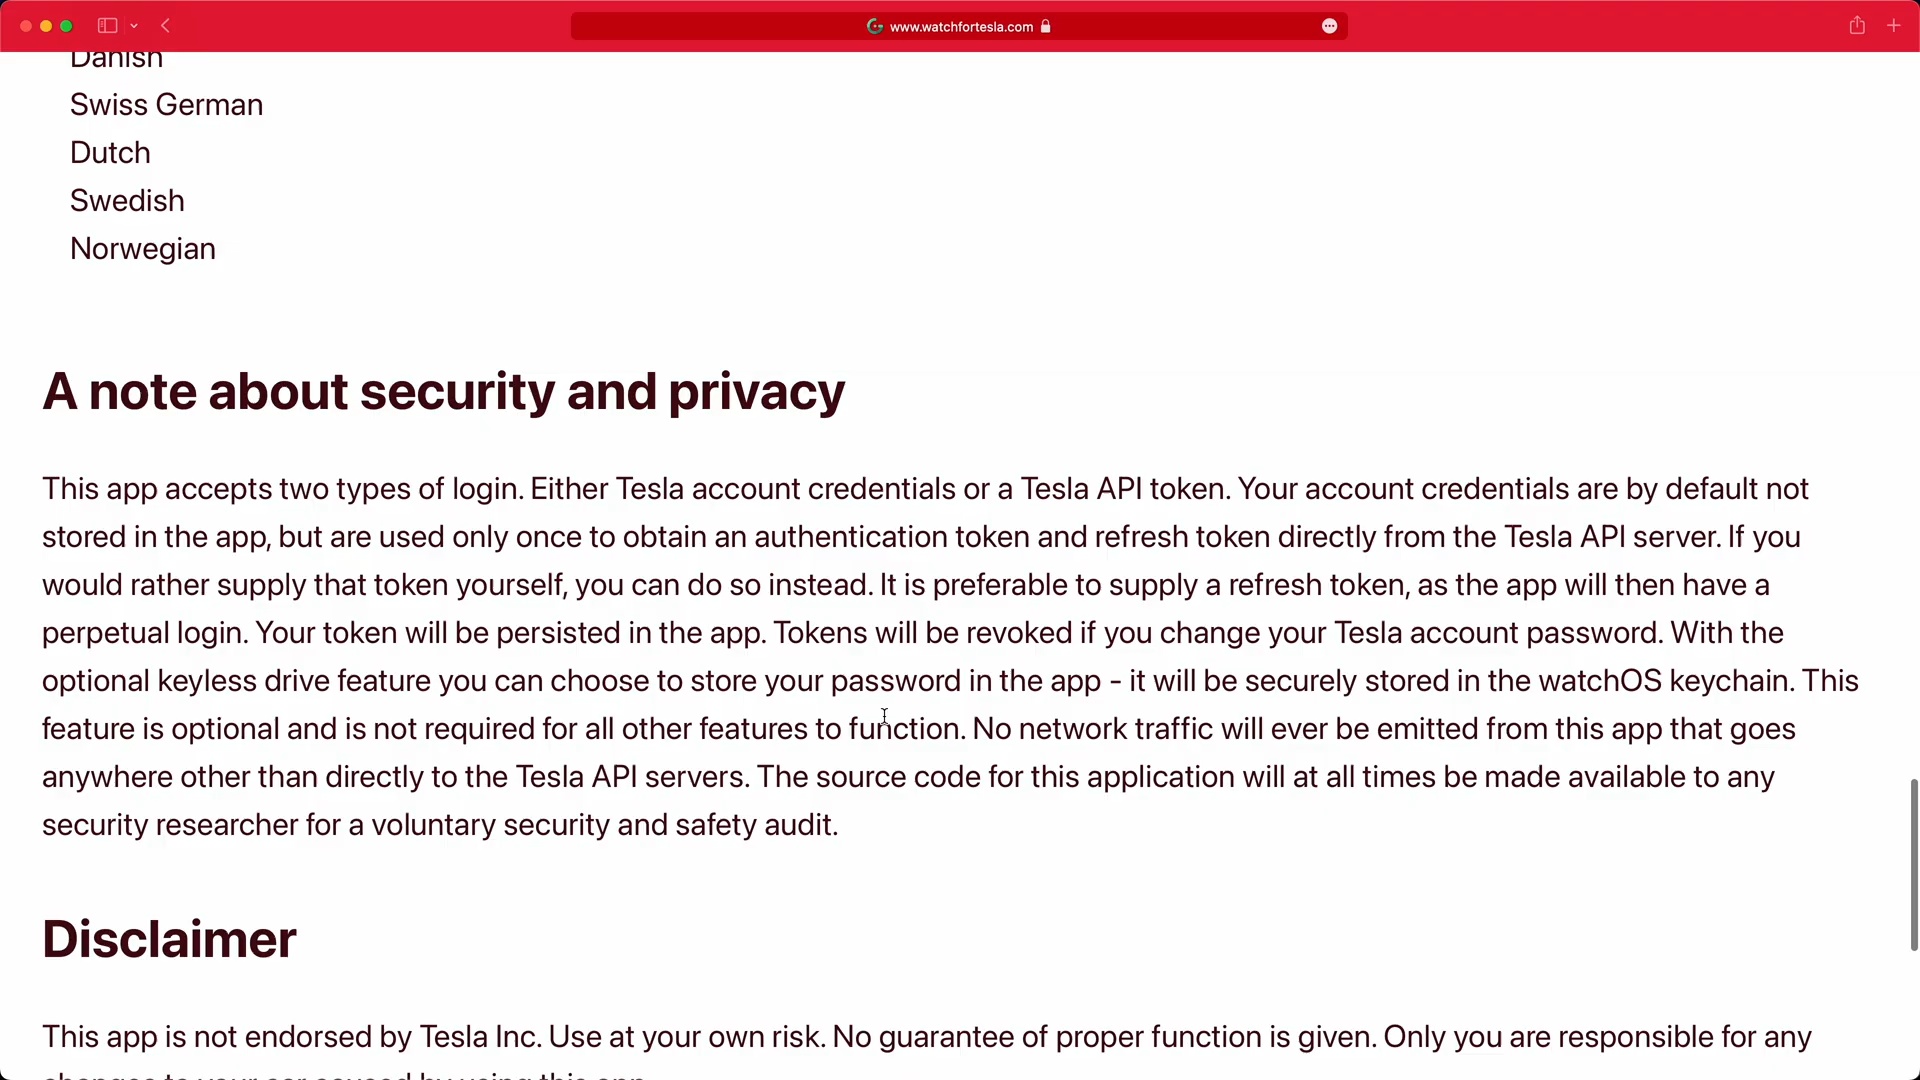 www.watchfortesla.com
Danish
Swiss German
Dutch
Swedish
Norwegian
A note about security and privacy
This app accepts two types of login. Either Tesla account credentials or a Tesla API token. Your account credentials are by default not
stored in the app, but are used only once to obtain an authentication token and refresh token directly from the Tesla API server. If you
would rather supply that token yourself, you can do so instead. It is preferable to supply a refresh token, as the app will then have a
perpetual login. Your token will be persisted in the app. Tokens will be revoked if you change your Tesla account password. With the
optional keyless drive feature you can choose to store your password in the app - it will be securely stored in the watchOS keychain. This
feature is optional and is not required for all other features to function. No network traffic will ever be emitted from this app that goes
anywhere other than directly to the Tesla API servers. The source code for this application will at all times be made available to any
security researcher for a voluntary security and safety audit.
Disclaimer
This app is not endorsed by Tesla Inc. Use at your own risk. No guarantee of proper function is given. Only you are responsible for any
changes to your car caused by using this app.